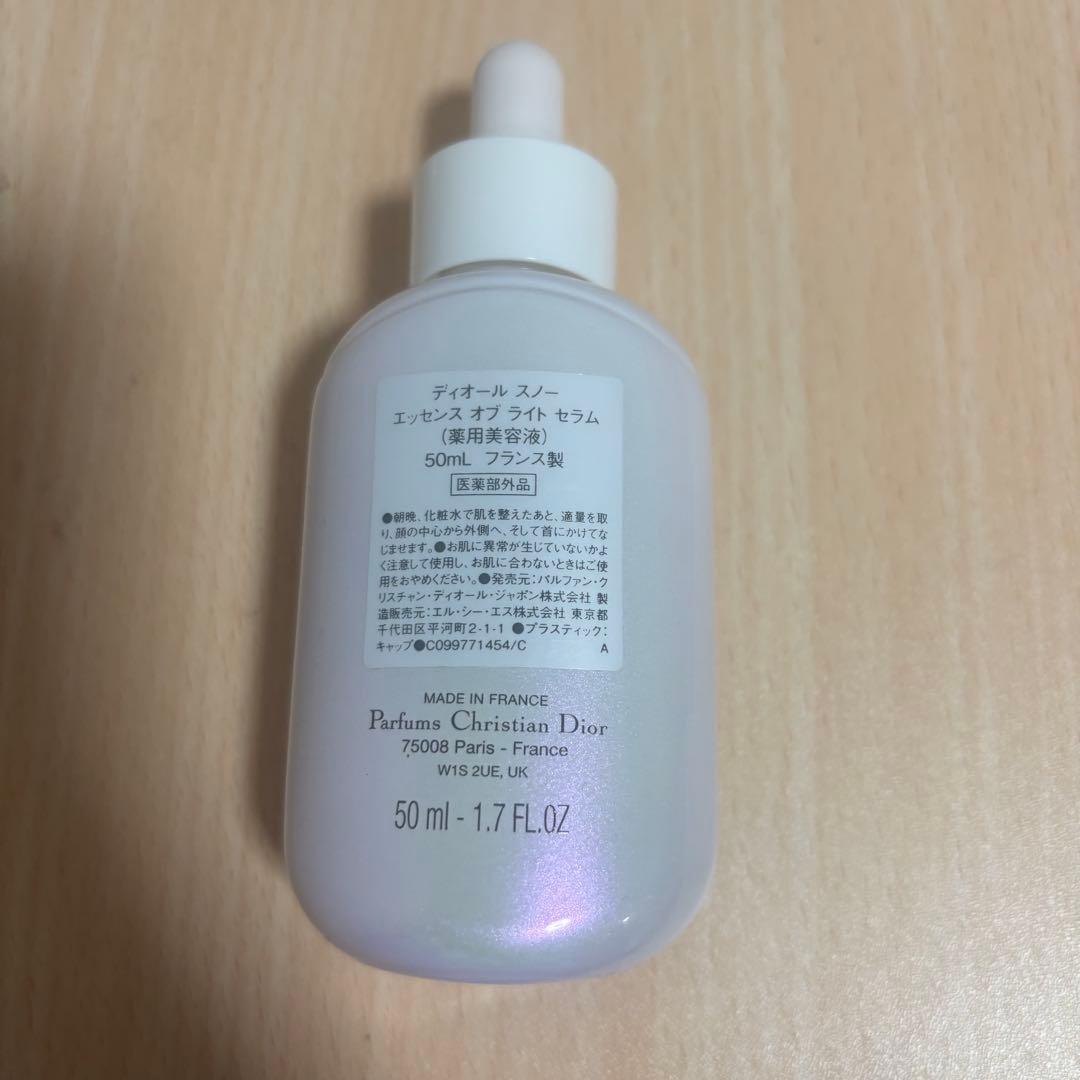 ディオール スノー
エッセンス オブ ライト セラム
(薬用美容液)
50mL フランス製
医薬部外品
●朝晩、化粧水で肌を整えたあと、適量を取
り、顔の中心から外側へ、そして首にかけてな
じませます。●お肌に異常が生じていないかよ
く注意して使用し、お肌に合わないときはご使
用をおやめください。●発売元:パルファン・ク
リスチャン・ディオール・ジャポン株式会社 製
造販売元:エル・シー・エス株式会社 東京都
千代田区平河町2-1-1 ●プラスティック:
キャップ●C099771454/C A
MADE IN FRANCE
Parfums Christian Dior
75008 Paris - France
W1S 2UE, UK
50 ml - 1.7 FL.OZ